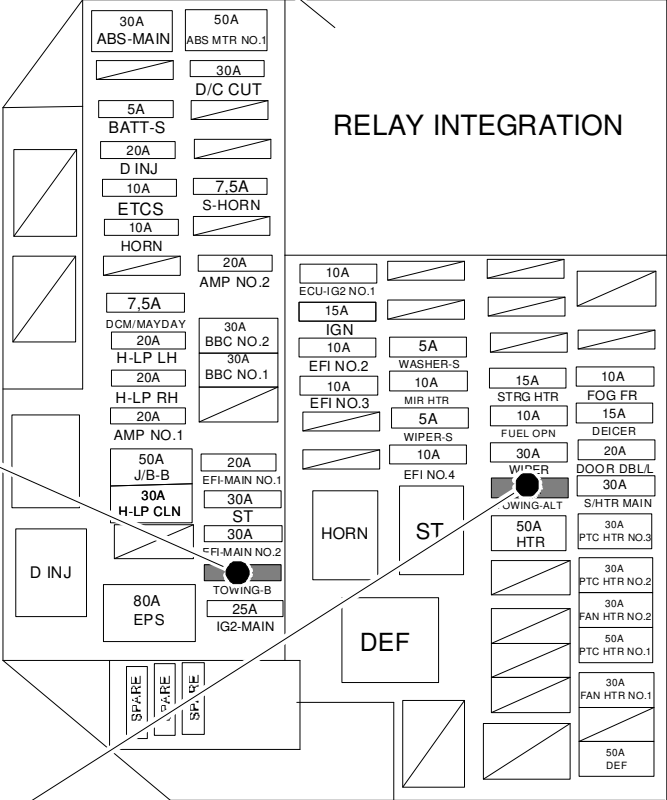 30A
ABS-MAIN
50A
ABS MTR NO.1
30A
D/C CUT
5A
BATT-S
20A
D INJ
10A
ETCS
7,5A
S-HORN
10A
HORN
20A
AMP NO.2
7,5A
DCM/MAYDAY
20A
H-LP LH
30A
BBC NO.2
30A
BBC NO.1
20A
H-LP RH
20A
AMP NO.1
50A
J/B-B
30A
H-LP CLN
20A
EFI-MAIN NO.1
30A
ST
30A
EFI-MAIN NO.2
TOWING-B
25A
IG2-MAIN
D INJ
80A
EPS
SPARE
SPARE
SPARE
RELAY INTEGRATION
10A
ECU-IG2 NO.1
15A
IGN
10A
EFI NO.2
10A
EFI NO.3
5A
WASHER-S
10A
MIR HTR
5A
WIPER-S
10A
EFI NO.4
HORN
ST
DEF
15A
STRG HTR
10A
FUEL OPN
30A
WIPER
TOWING-ALT
50A
HTR
10A
FOG FR
15A
DEICER
20A
DOOR DBL/L
30A
S/HTR MAIN
30A
PTC HTR NO.3
30A
PTC HTR NO.2
30A
FAN HTR NO.2
50A
PTC HTR NO.1
30A
FAN HTR NO.1
50A
DEF